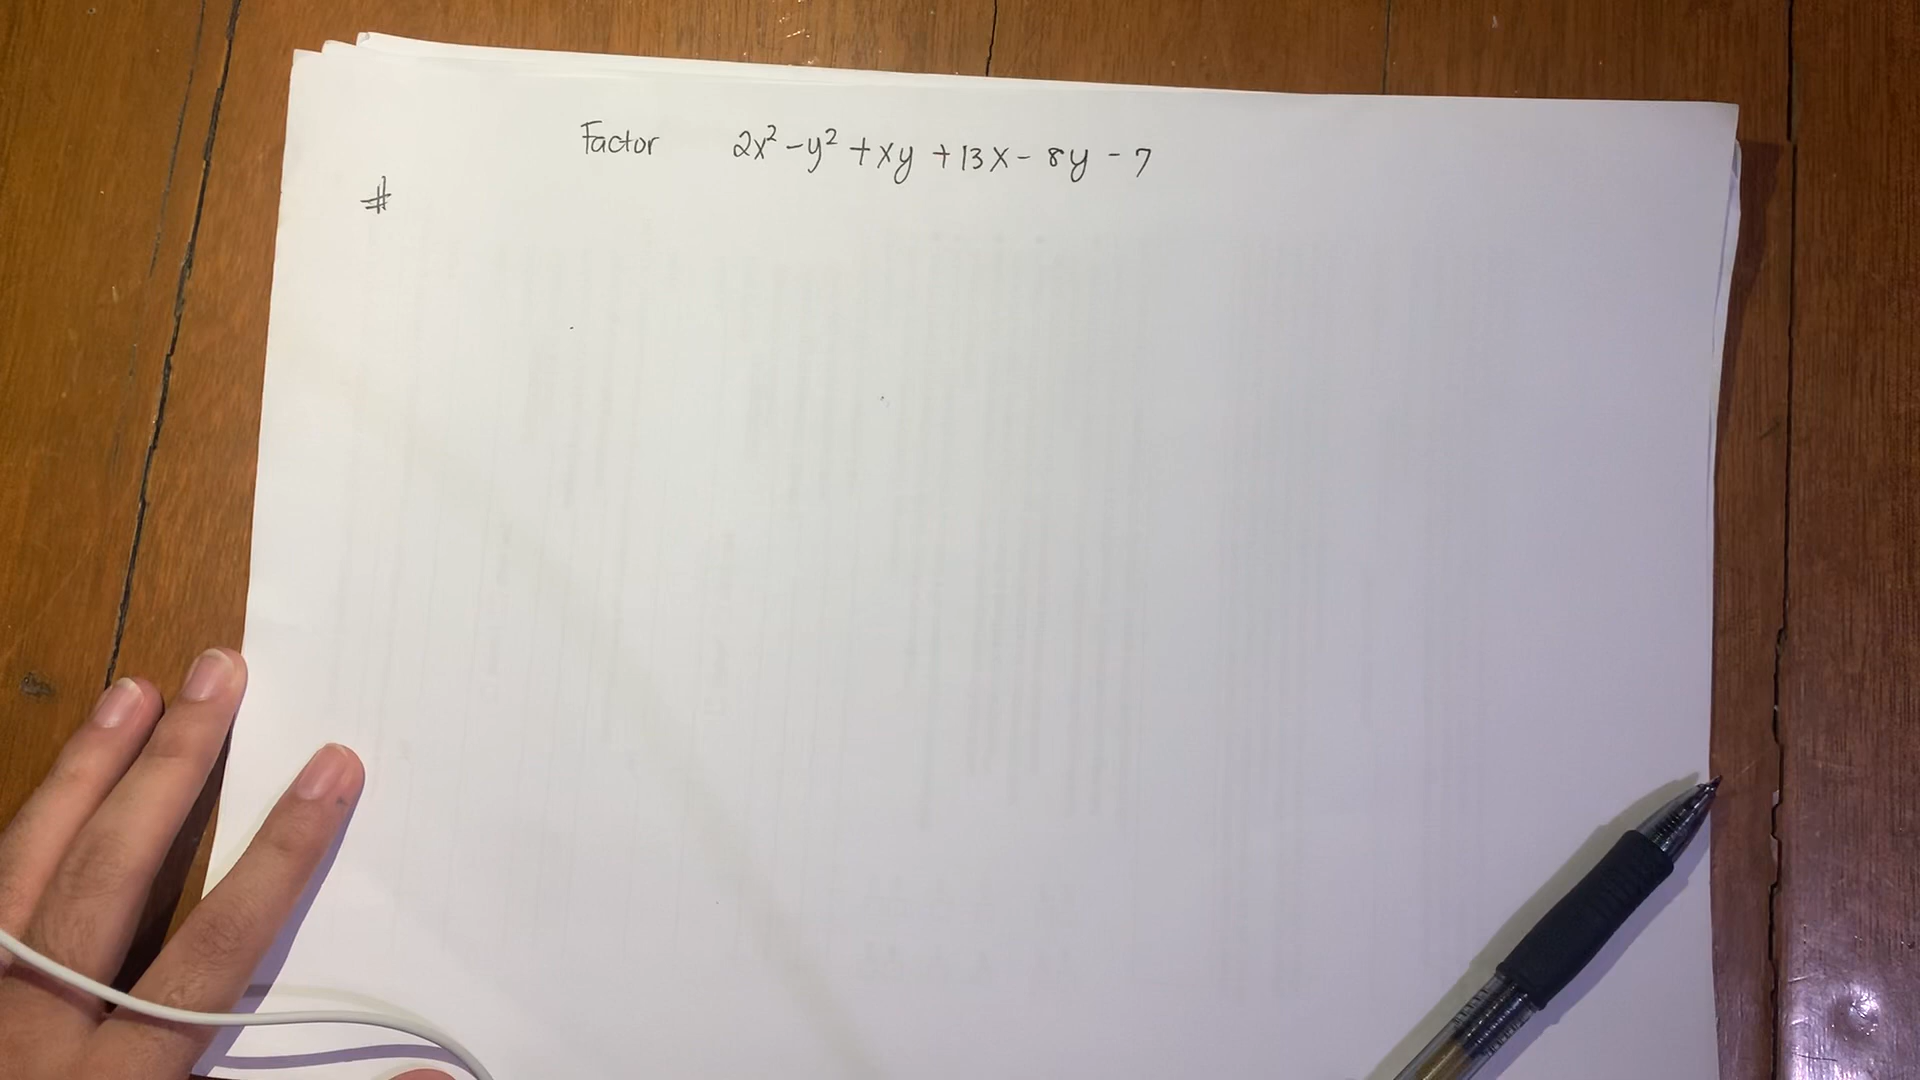 Factor 2x² - y² + xy + 13x - 8y - 7
#